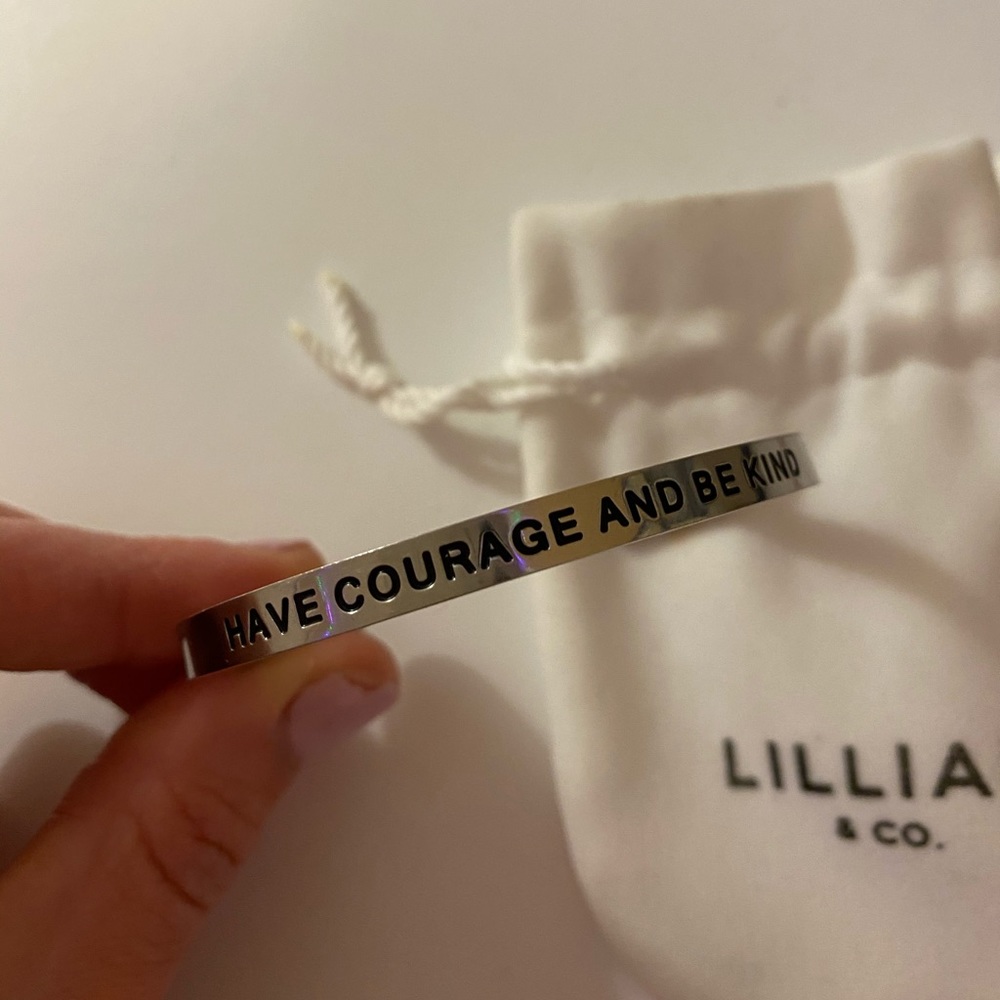 HAVE COURAGE AND BE KIND
LILLIA
& CO.